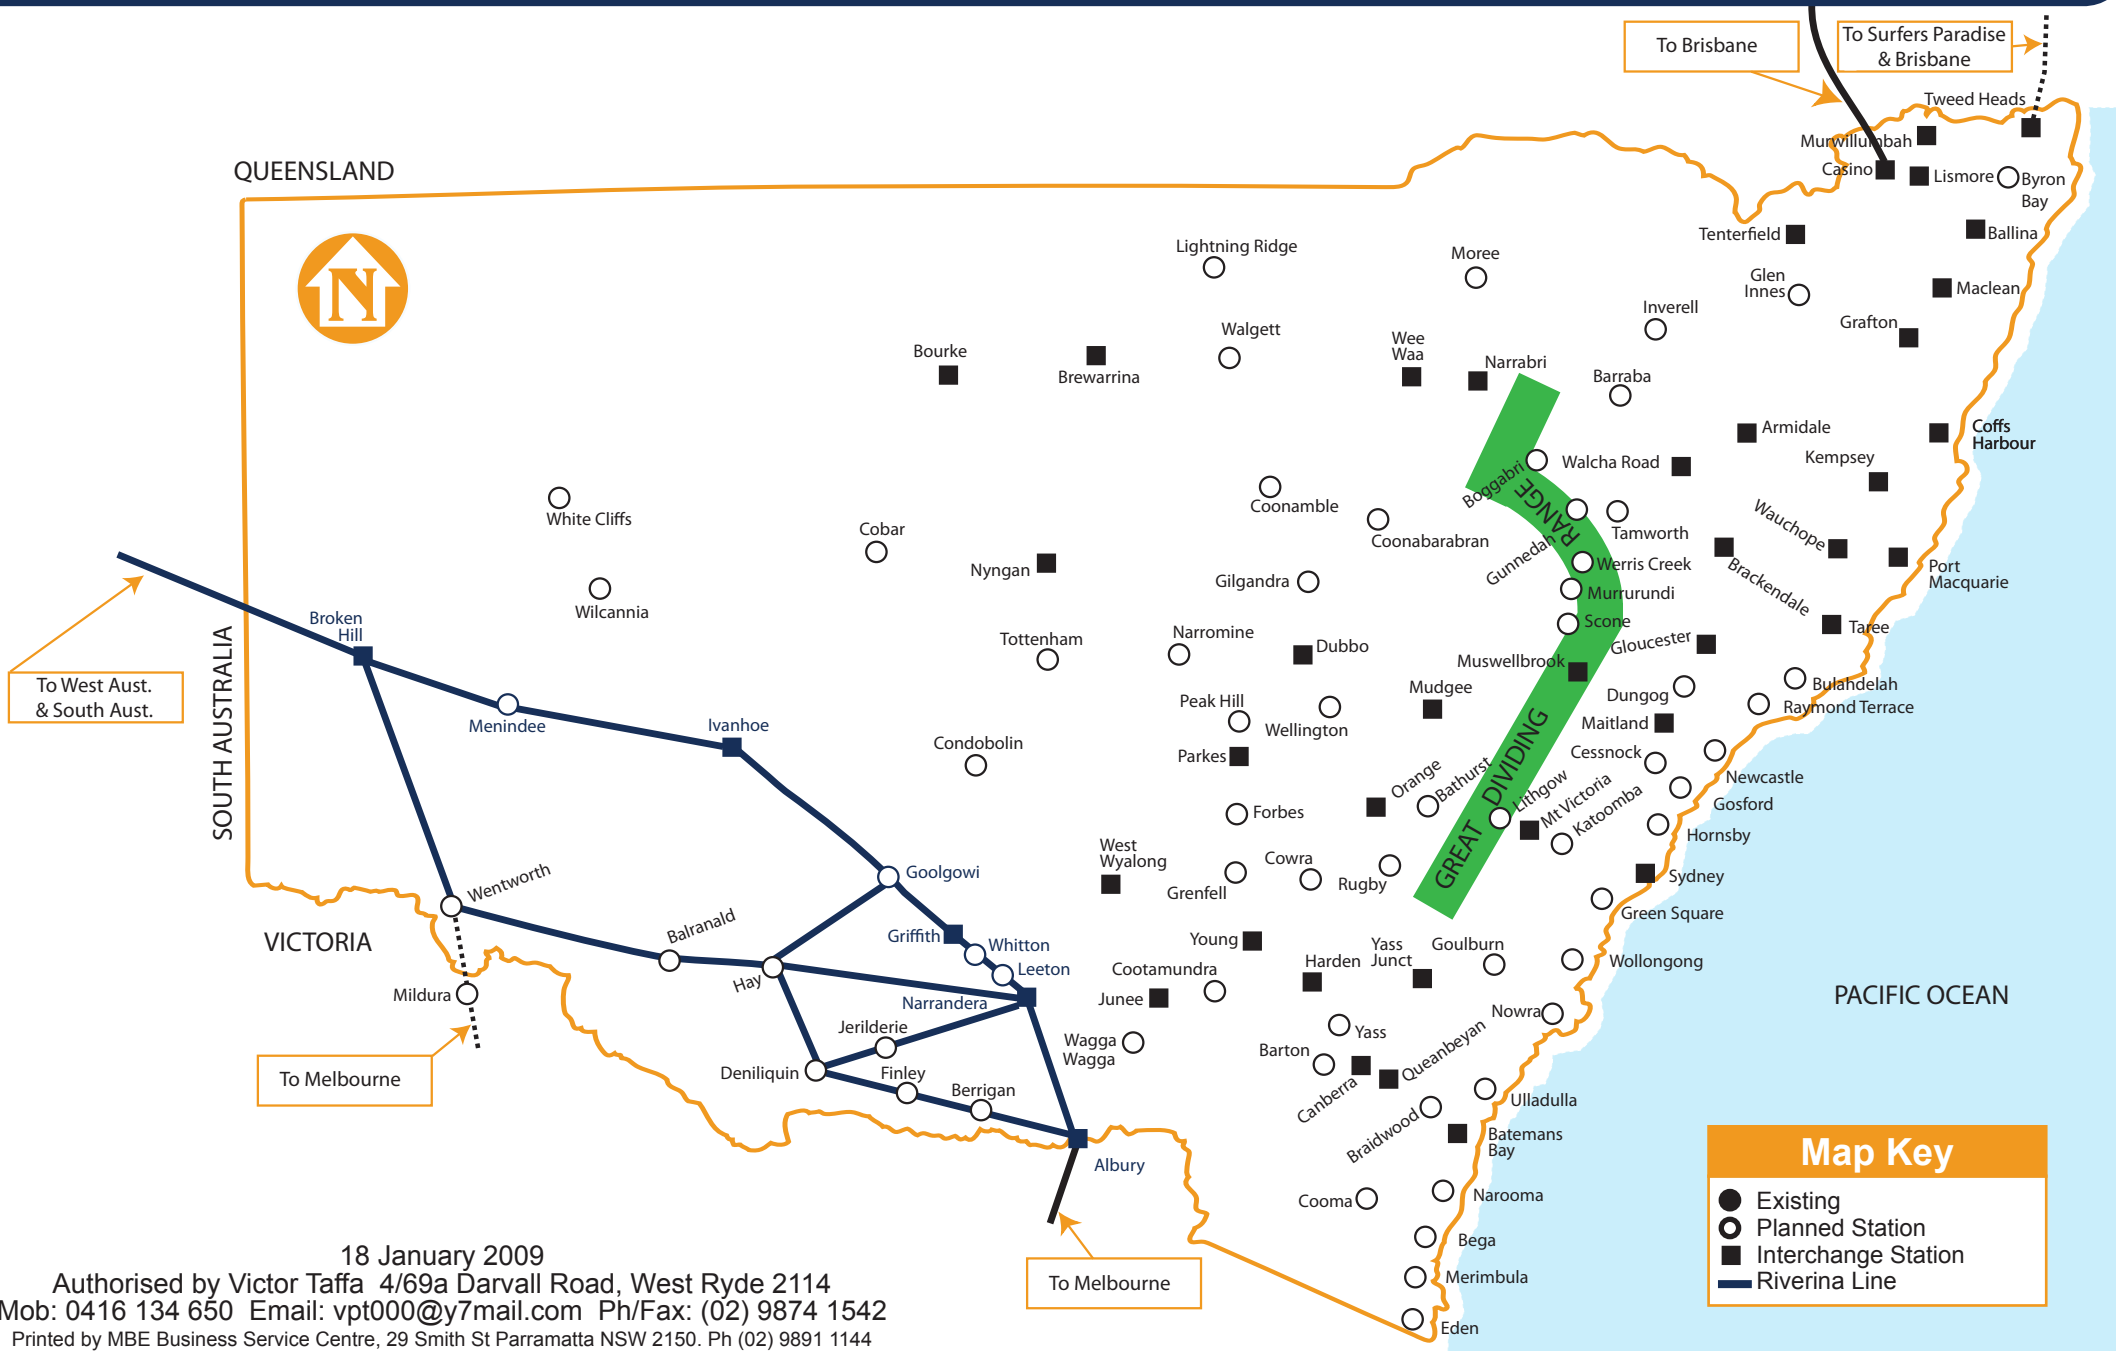 To Brisbane
To Surfers Paradise
& Brisbane
Tweed Heads
Murwillumbah
Casino
Lismore
Byron
Bay
QUEENSLAND
N
Tenterfield
Ballina
Lightning Ridge
Moree
Glen
Innes
Maclean
Inverell
Grafton
Walgett
Wee
Waa
Narrabri
Bourke
Brewarrina
Barraba
Armidale
Coffs
Harbour
Kempsey
Walcha Road
Boggabri
RANGE
White Cliffs
Coonamble
Cobar
Coonabarabran
Tamworth
Wauchope
Gunnedah
Werris Creek
Nyngan
Gilgandra
Brackendale
Port
Macquarie
Murrurundi
Wilcannia
Broken
Hill
Scone
Taree
Tottenham
Narromine
Dubbo
Gloucester
Muswellbrook
SOUTH AUSTRALIA
To West Aust.
& South Aust.
Mudgee
Dungog
Bulahdelah
Raymond Terrace
Peak Hill
Wellington
Maitland
Menindee
Ivanhoe
Condobolin
Parkes
DIVIDING
Cessnock
Newcastle
Orange
Bathurst
Lithgow
Mt Victoria
Katoomba
Gosford
Forbes
Hornsby
GREAT
West
Wyalong
Cowra
Rugby
Sydney
Goolgowi
Grenfell
Wentworth
Green Square
VICTORIA
Balranald
Griffith
Whitton
Young
Yass
Junct
Goulburn
Leeton
Cootamundra
Harden
Wollongong
Hay
Mildura
Narrandera
Junee
PACIFIC OCEAN
Nowra
Jerilderie
Wagga
Wagga
Yass
Barton
Queanbeyan
To Melbourne
Deniliquin
Finley
Berrigan
Canberra
Ulladulla
Braidwood
Batemans
Bay
Albury
Cooma
Narooma
Bega
Merimbula
Eden
To Melbourne
Map Key
Existing
Planned Station
Interchange Station
Riverina Line
18 January 2009
Authorised by Victor Taffa 4/69a Darvall Road, West Ryde 2114
Mob: 0416 134 650 Email: vpt000@y7mail.com Ph/Fax: (02) 9874 1542
Printed by MBE Business Service Centre, 29 Smith St Parramatta NSW 2150. Ph (02) 9891 1144